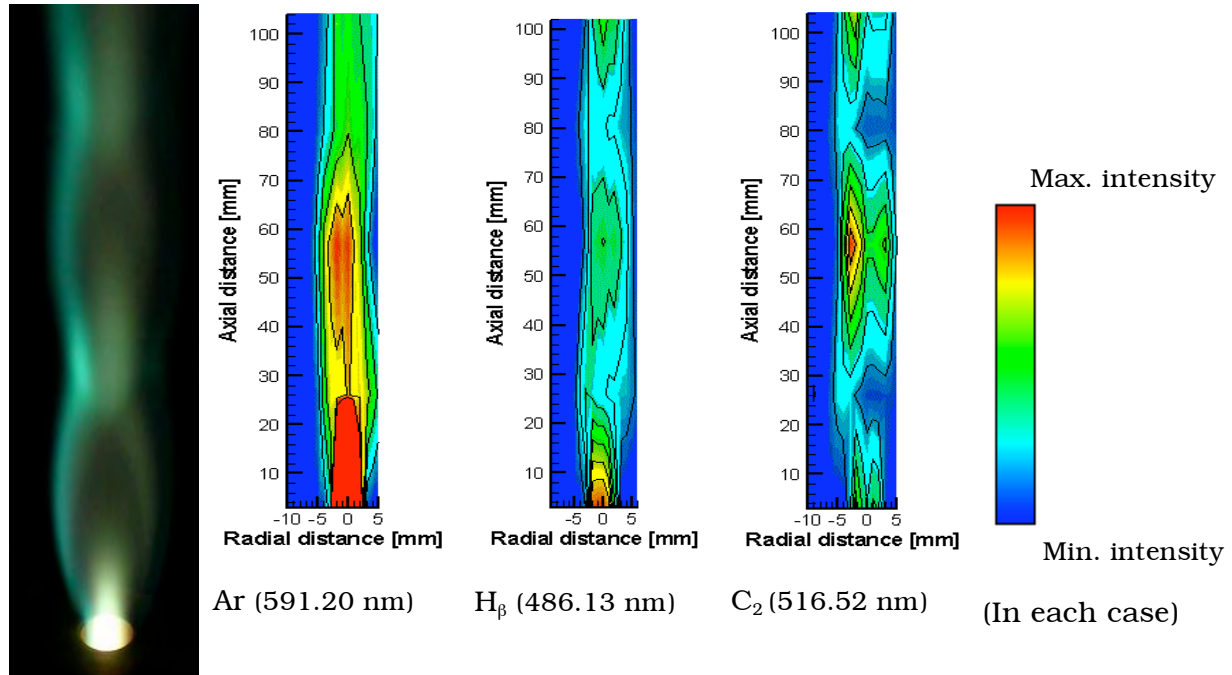 100
90
80
70
60
50
40
30
20
10
Axial distance [mm]
-10 -5 0 5
Radial distance [mm]
Ar (591.20 nm)
100
90
80
70
60
50
40
30
20
10
Axial distance [mm]
-10 -5 0 5
Radial distance [mm]
Hβ (486.13 nm)
100
90
80
70
60
50
40
30
20
10
Axial distance [mm]
-10 -5 0 5
Radial distance [mm]
C2 (516.52 nm)
Max. intensity
Min. intensity
(In each case)